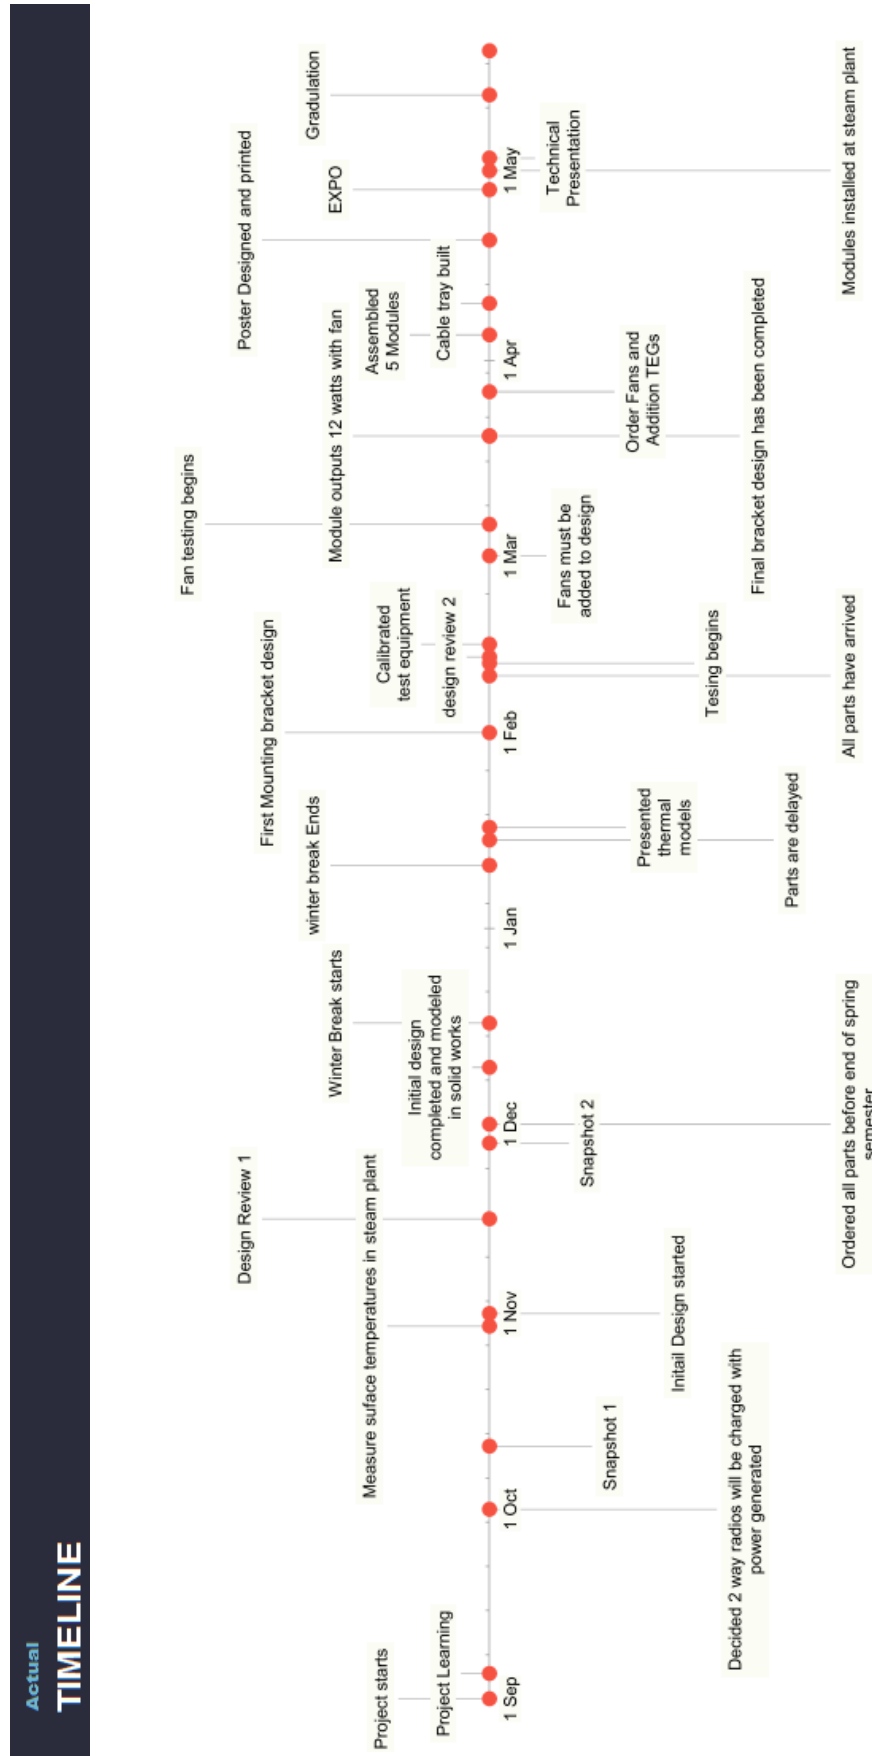 Actual
TIMELINE
Project starts
Project Learning
1 Sep
Decided 2 way radios will be charged with
power generated
1 Oct
Snapshot 1
Measure suface temperatures in steam plant
1 Nov
Initail Design started
Design Review 1
Snapshot 2
1 Dec
Ordered all parts before end of spring
semester
Initial design
completed and modeled
in solid works
Winter Break starts
1 Jan
winter break Ends
Parts are delayed
Presented
thermal
models
First Mounting bracket design
1 Feb
All parts have arrived
Tesing begins
design review 2
Calibrated
test equipment
1 Mar
Fans must be
added to design
Fan testing begins
Module outputs 12 watts with fan
Final bracket design has been completed
Order Fans and
Addition TEGs
1 Apr
Assembled
5 Modules
Cable tray built
Poster Designed and printed
EXPO
1 May
Modules installed at steam plant
Technical
Presentation
Gradulation